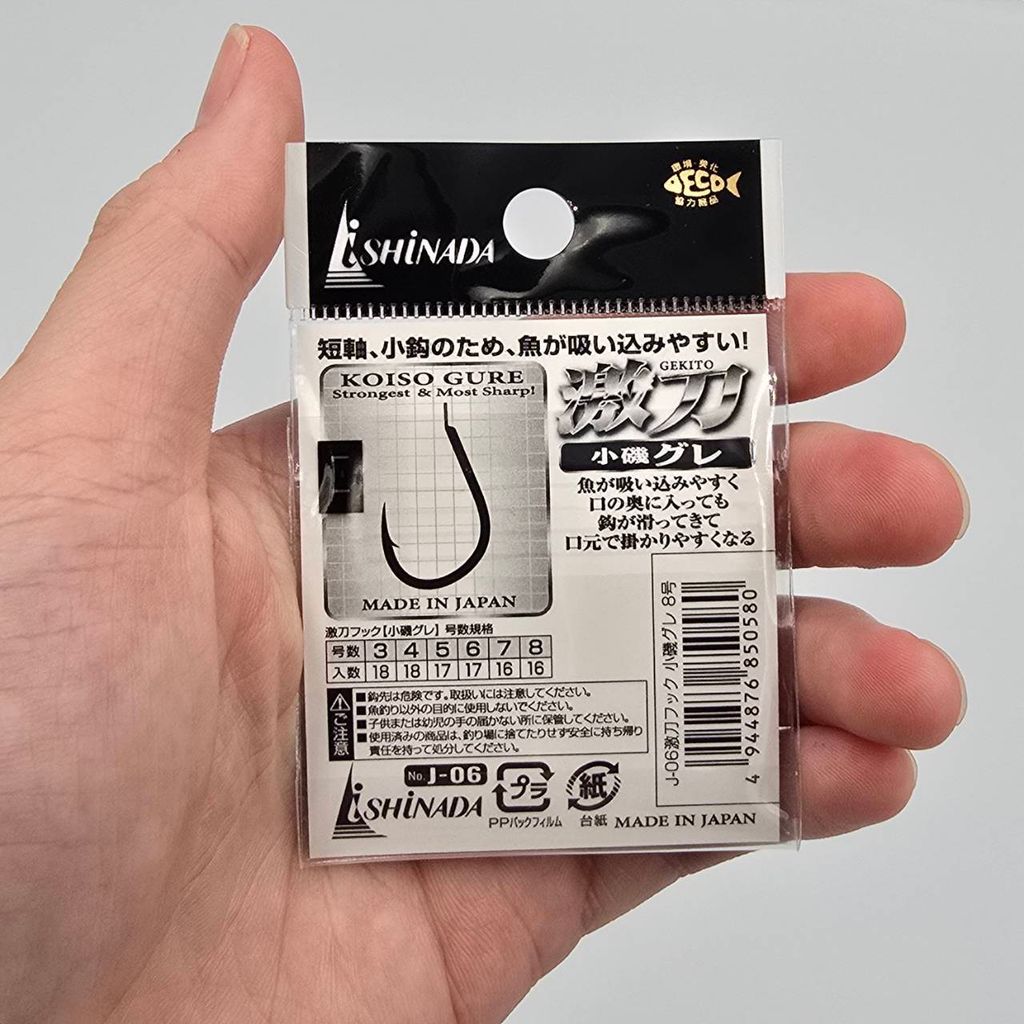 環境・美化
DECO
協力商品
iSHiNADA
短軸、小鈎のため、魚が吸い込みやすい!
KOISO GURE
Strongest & Most Sharp!
MADE IN JAPAN
GEKITO
激刀
小磯グレ
魚が吸い込みやすく
口の奥に入っても
鈎が滑ってきて
口元で掛かりやすくなる
激刀フック【小磯グレ】号数規格
号数 3 4 5 6 7 8
入数 18 18 17 17 16 16
ご注意
■鈎先は危険です。取扱いには注意してください。
■魚釣り以外の目的に使用しないでください。
■子供または幼児の手の届かない所に保管してください。
■使用済みの商品は、釣り場に捨てたりせず安全に持ち帰り
責任を持って処分してください。
J-06激刀フック 小磯グレ 8号
4 944876 850580
No. J-06
iSHiNADA
プラ
PPパックフィルム
紙
台紙
MADE IN JAPAN